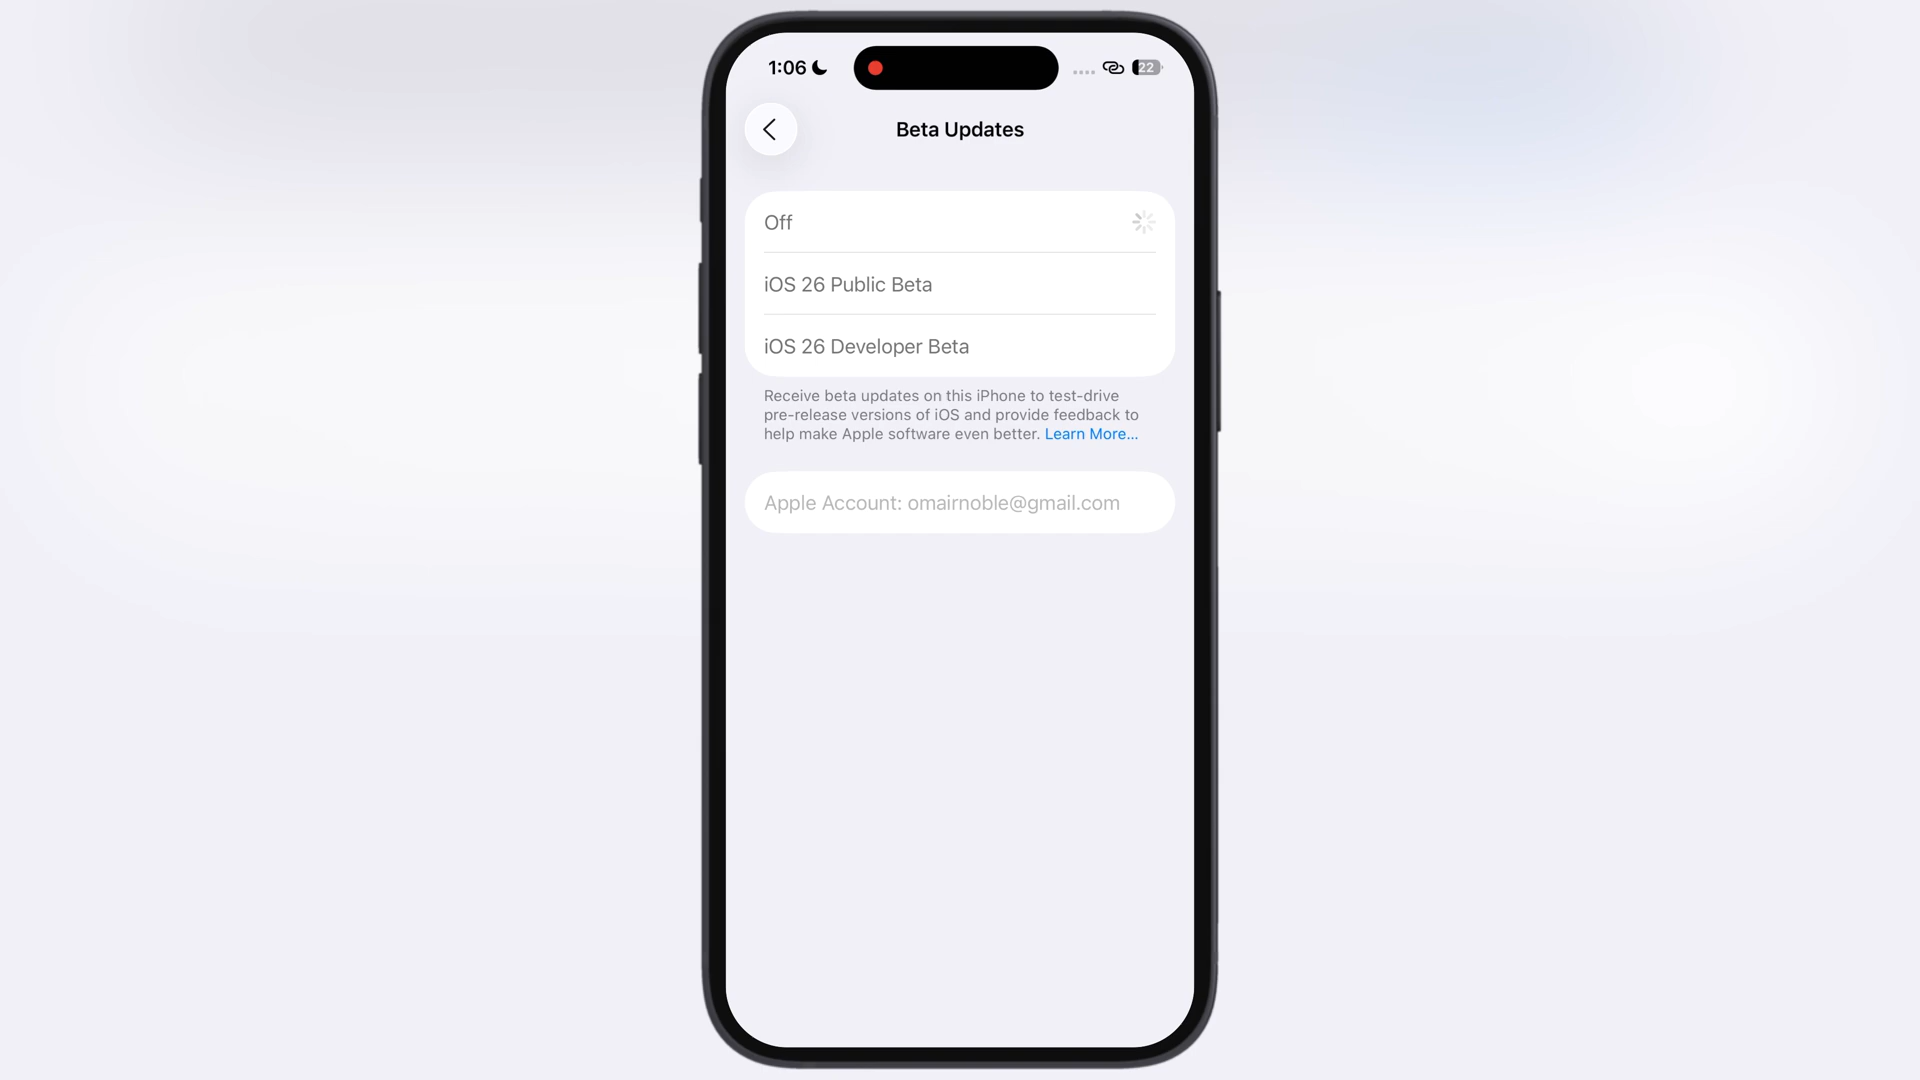 1:06
22
Beta Updates
Off
iOS 26 Public Beta
iOS 26 Developer Beta
Receive beta updates on this iPhone to test-drive
pre-release versions of iOS and provide feedback to
help make Apple software even better. Learn More...
Apple Account: omairnoble@gmail.com